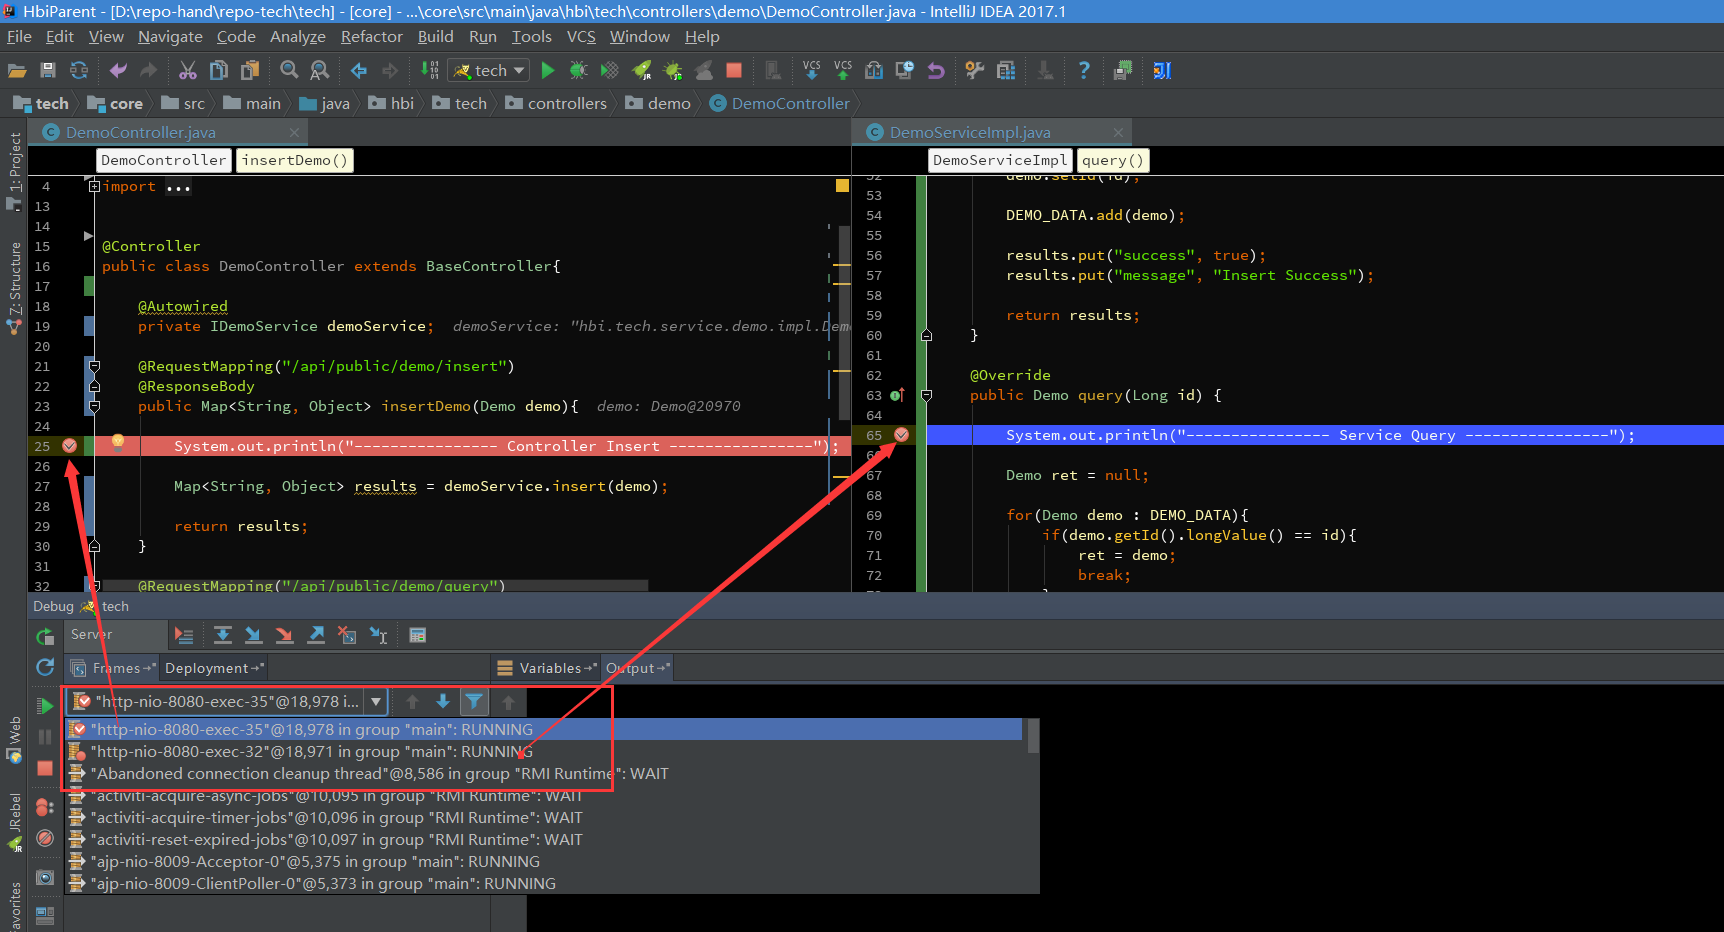 HbiParent - [D:\repo-hand\repo-tech\tech] - [core] - ...\core\src\main\java\hbi\tech\controllers\demo\DemoController.java - IntelliJ IDEA 2017.1
File Edit View Navigate Code Analyze Refactor Build Run Tools VCS Window Help
tech VCS VCS
tech core src main java hbi tech controllers demo DemoController
1: Project
Z: Structure
Web
JRebel
Favorites
DemoController.java
DemoController insertDemo()
4 import ...
13
14
15 @Controller
16 public class DemoController extends BaseController{
17
18 @Autowired
19 private IDemoService demoService; demoService: "hbi.tech.service.demo.impl.Demo
20
21 @RequestMapping("/api/public/demo/insert")
22 @ResponseBody
23 public Map<String, Object> insertDemo(Demo demo){ demo: Demo@20970
24
25 System.out.println("---------------- Controller Insert ----------------");
26
27 Map<String, Object> results = demoService.insert(demo);
28
29 return results;
30 }
31
32 @RequestMapping("/api/public/demo/query")
DemoServiceImpl.java
DemoServiceImpl query()
52 demo.setId(id);
53
54 DEMO_DATA.add(demo);
55
56 results.put("success", true);
57 results.put("message", "Insert Success");
58
59 return results;
60 }
61
62 @Override
63 public Demo query(Long id) {
64
65 System.out.println("---------------- Service Query ----------------");
66
67 Demo ret = null;
68
69 for(Demo demo : DEMO_DATA){
70 if(demo.getId().longValue() == id){
71 ret = demo;
72 break;
Debug tech
Server
Frames Deployment Variables Output
"http-nio-8080-exec-35"@18,978 i...
"http-nio-8080-exec-35"@18,978 in group "main": RUNNING
"http-nio-8080-exec-32"@18,971 in group "main": RUNNING
"Abandoned connection cleanup thread"@8,586 in group "RMI Runtime": WAIT
"activiti-acquire-async-jobs"@10,095 in group "RMI Runtime": WAIT
"activiti-acquire-timer-jobs"@10,096 in group "RMI Runtime": WAIT
"activiti-reset-expired-jobs"@10,097 in group "RMI Runtime": WAIT
"ajp-nio-8009-Acceptor-0"@5,375 in group "main": RUNNING
"ajp-nio-8009-ClientPoller-0"@5,373 in group "main": RUNNING